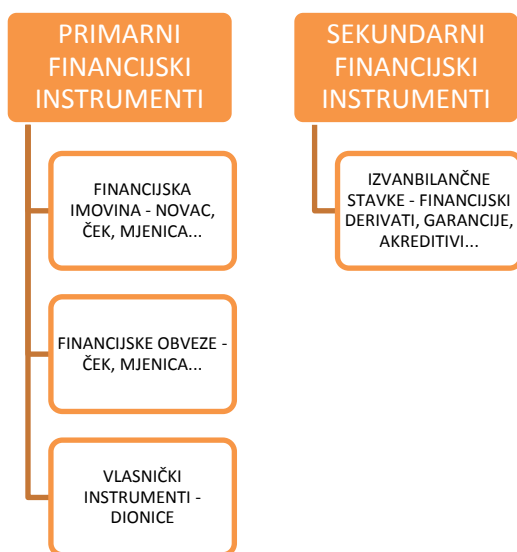 PRIMARNI
FINANCIJSKI
INSTRUMENTI
FINANCIJSKA
IMOVINA - NOVAC,
ČEK, MJENICA...
FINANCIJSKE OBVEZE -
ČEK, MJENICA...
VLASNIČKI
INSTRUMENTI -
DIONICE
SEKUNDARNI
FINANCIJSKI
INSTRUMENTI
IZVANBILANČNE
STAVKE - FINANCIJSKI
DERIVATI, GARANCIJE,
AKREDITIVI...